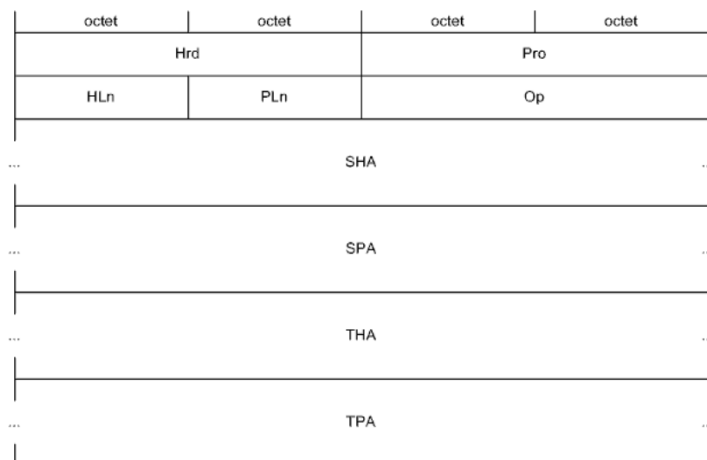 octet octet octet octet
Hrd Pro
HLn PLn Op
... SHA ..
... SPA ..
... THA ..
... TPA ..